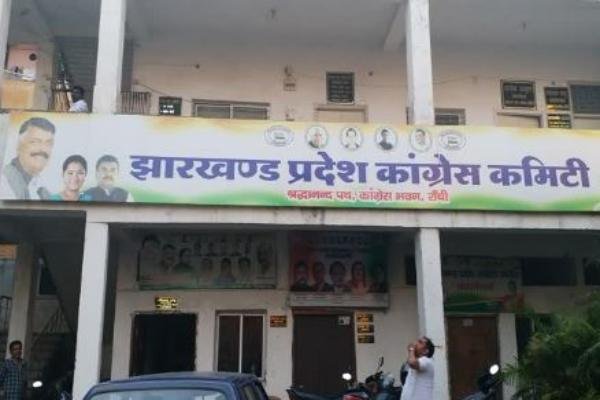 झारखण्ड प्रदेश कांग्रेस कमिटी
श्रद्धानन्द पथ, कांग्रेस भवन, राँची